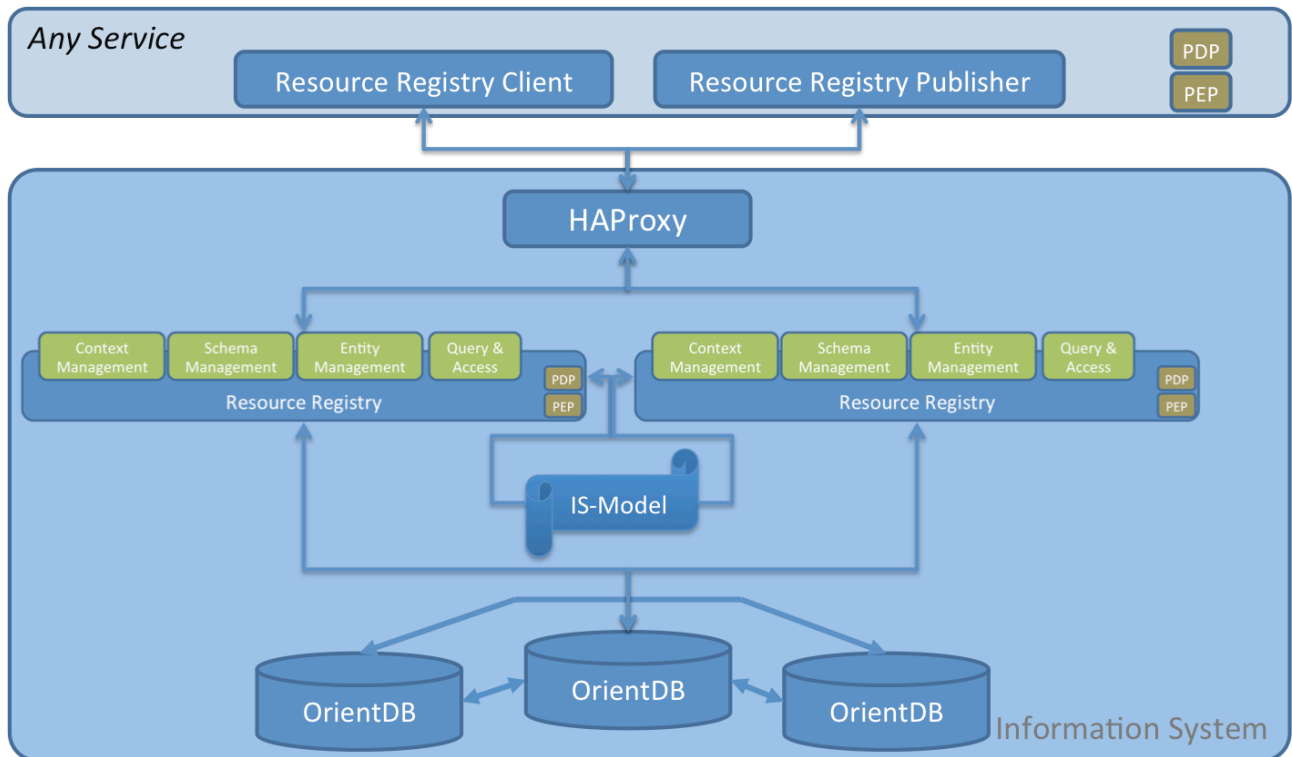 Any Service
PDP
Resource Registry Client
Resource Registry Publisher
PEP
HAProxy
Context
Management
Schema
Management
Entity
Management
Query &
Access
PDP
Resource Registry
PEP
Context
Management
Schema
Management
Entity
Management
Query &
Access
PDP
Resource Registry
PEP
IS-Model
OrientDB
OrientDB
OrientDB
Information System